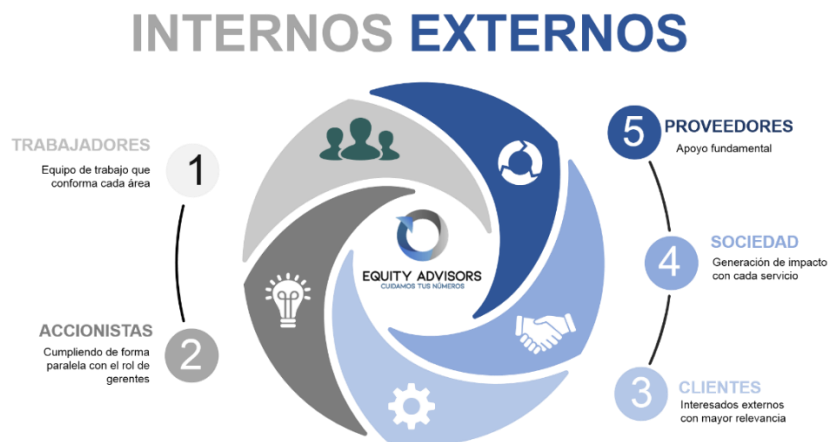 INTERNOS EXTERNOS
TRABAJADORES
Equipo de trabajo que
conforma cada área
1
ACCIONISTAS
Cumpliendo de forma
paralela con el rol de
gerentes
2
EQUITY ADVISORS
CUIDAMOS TUS NÚMEROS
5
PROVEEDORES
Apoyo fundamental
4
SOCIEDAD
Generación de impacto
con cada servicio
3
CLIENTES
Interesados externos
con mayor relevancia